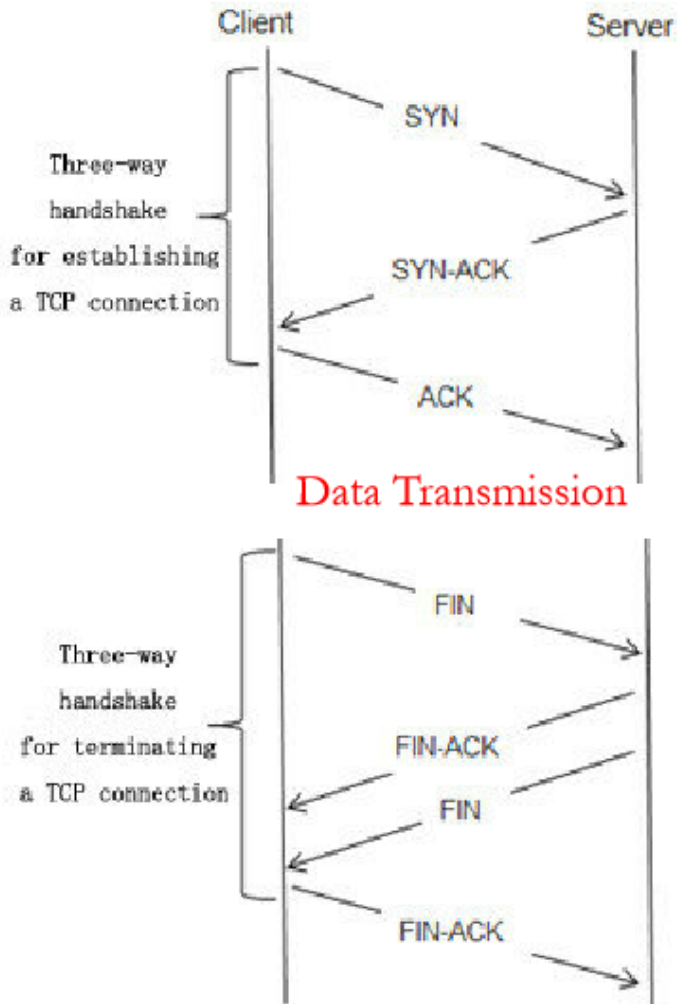 Client
Server
SYN
Three-way
handshake
for establishing
a TCP connection
SYN-ACK
ACK
Data Transmission
FIN
Three-way
handshake
for terminating
a TCP connection
FIN-ACK
FIN
FIN-ACK